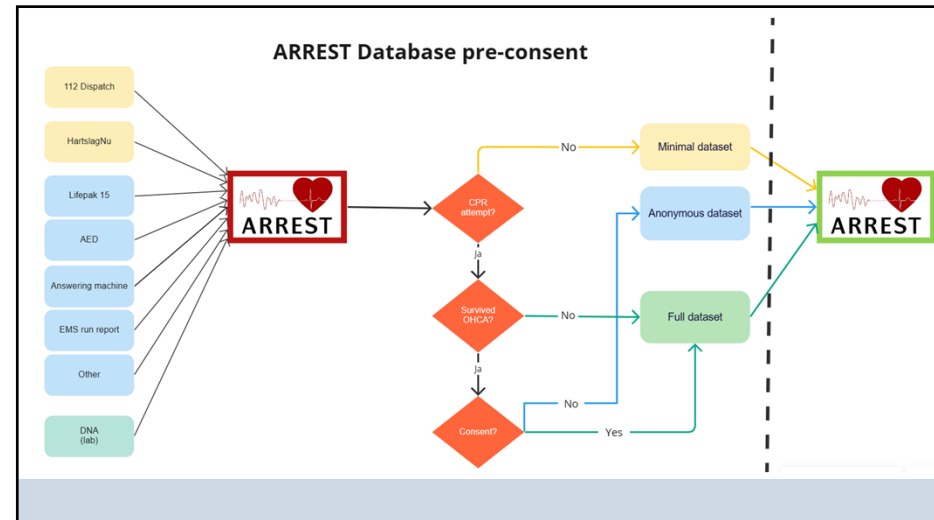 ARREST Database pre-consent
112 Dispatch
HartslagNu
Lifepak 15
AED
Answering machine
EMS run report
Other
DNA
(lab)
ARREST
CPR
attempt?
No
Ja
Survived
OHCA?
No
Ja
Consent?
No
Yes
Minimal dataset
Anonymous dataset
Full dataset
ARREST